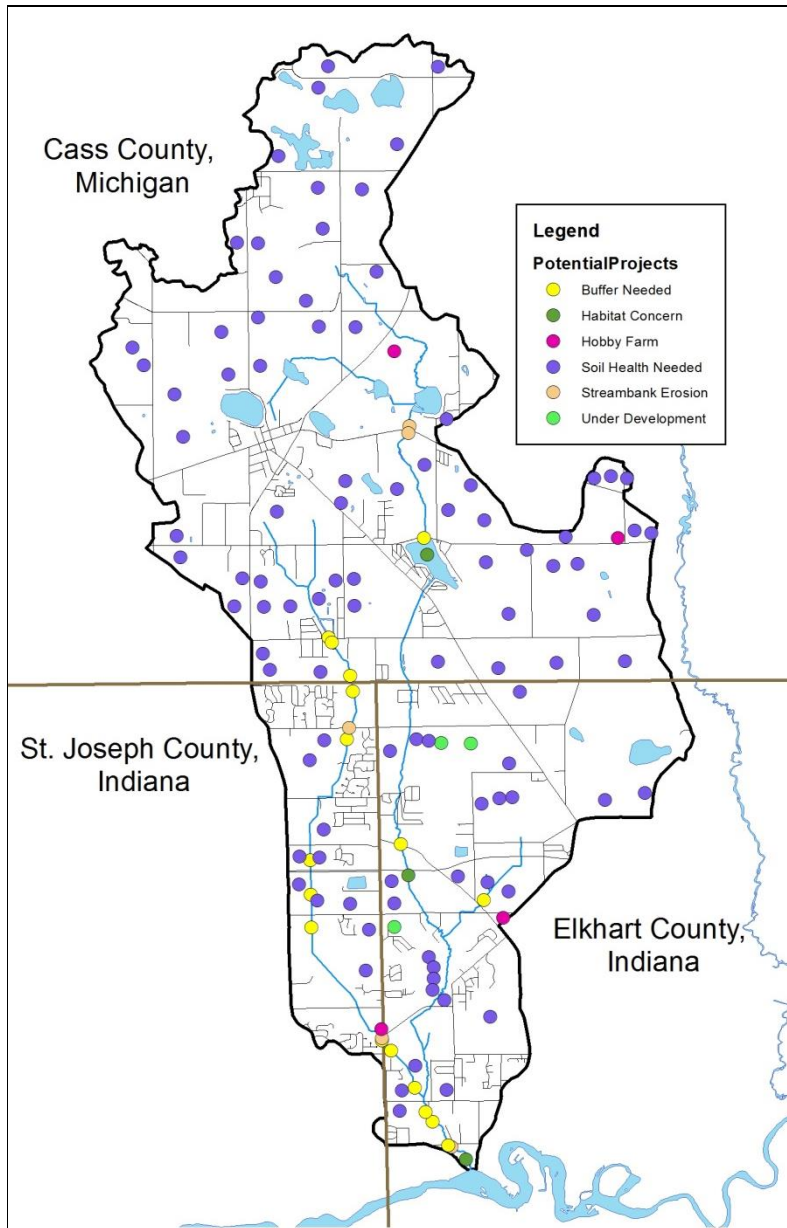 Cass County,
Michigan
Legend
PotentialProjects
Buffer Needed
Habitat Concern
Hobby Farm
Soil Health Needed
Streambank Erosion
Under Development
St. Joseph County,
Indiana
Elkhart County,
Indiana